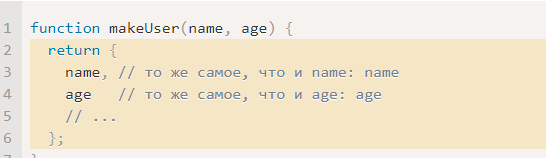 1 function makeUser(name, age) {
2   return {
3     name, // то же самое, что и name: name
4     age   // то же самое, что и age: age
5     // ...
6   };
7 }